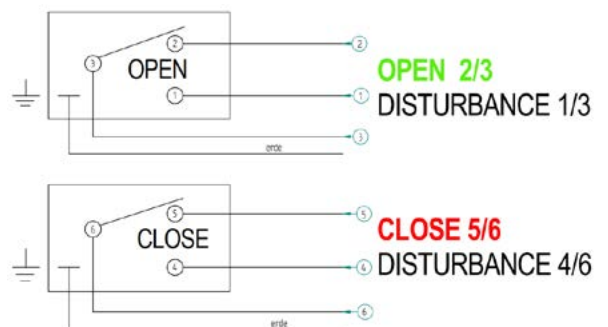 2 2
3
OPEN
OPEN 2/3
1 1
DISTURBANCE 1/3
3
erde
5 5
6
CLOSE
CLOSE 5/6
4 4
DISTURBANCE 4/6
6
erde